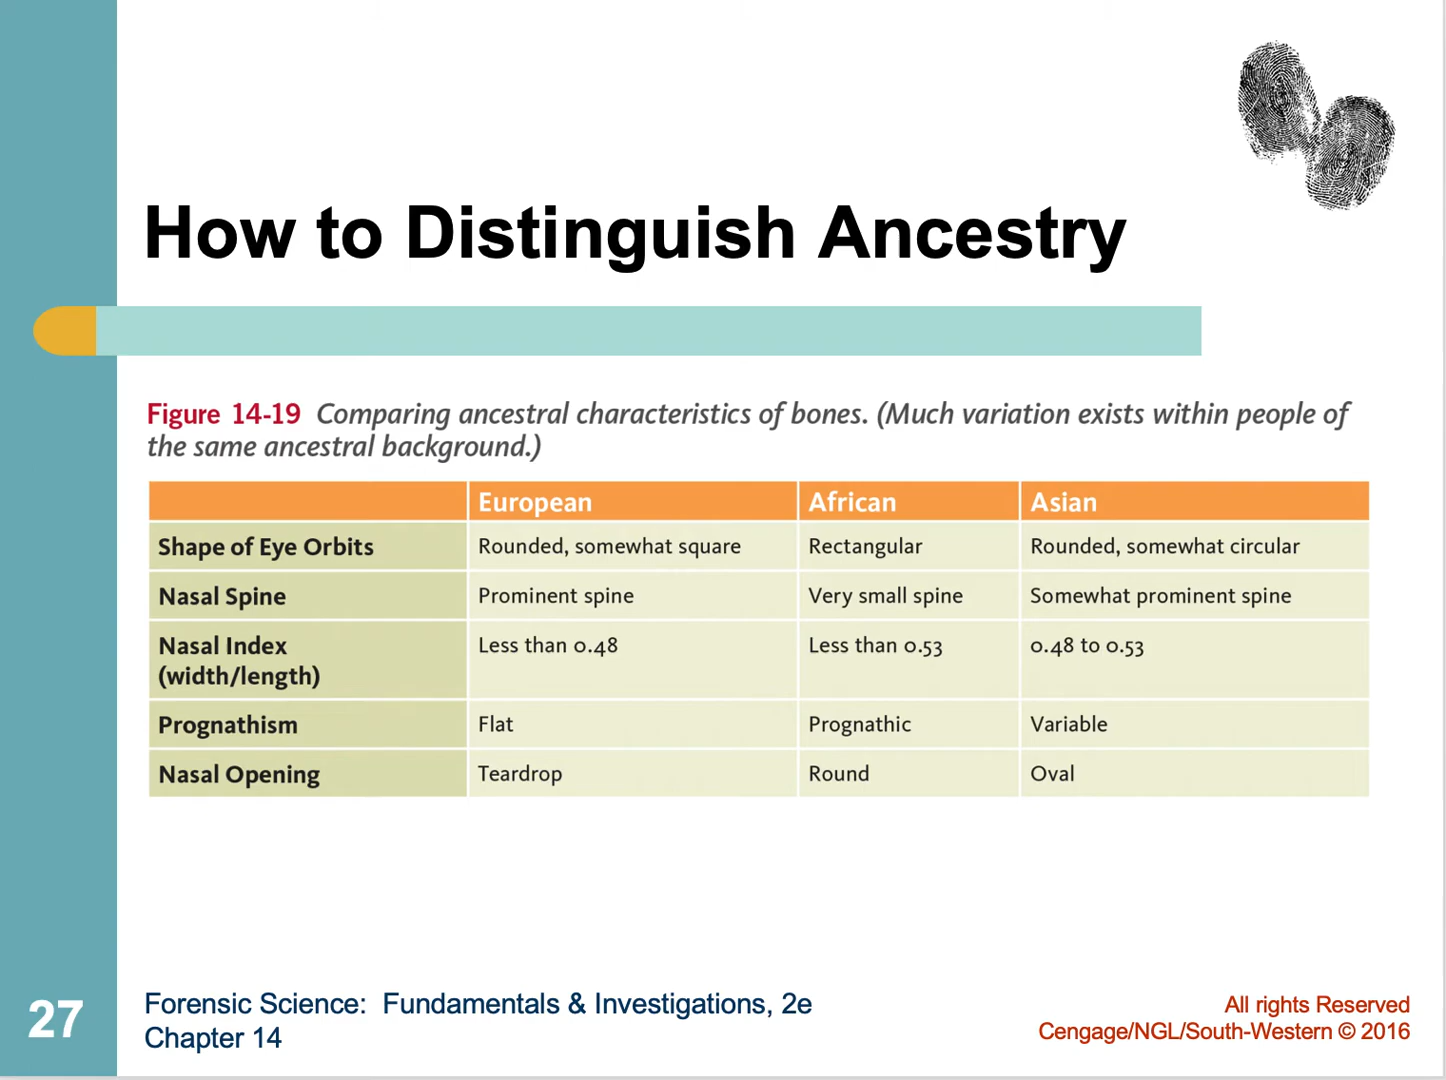 How to Distinguish Ancestry
Figure 14-19 Comparing ancestral characteristics of bones. (Much variation exists within people of
the same ancestral background.)
European African Asian
Shape of Eye Orbits Rounded, somewhat square Rectangular Rounded, somewhat circular
Nasal Spine Prominent spine Very small spine Somewhat prominent spine
Nasal Index Less than 0.48 Less than 0.53 0.48 to 0.53
(width/length)
Prognathism Flat Prognathic Variable
Nasal Opening Teardrop Round Oval
27
Forensic Science: Fundamentals & Investigations, 2e
Chapter 14
All rights Reserved
Cengage/NGL/South-Western © 2016